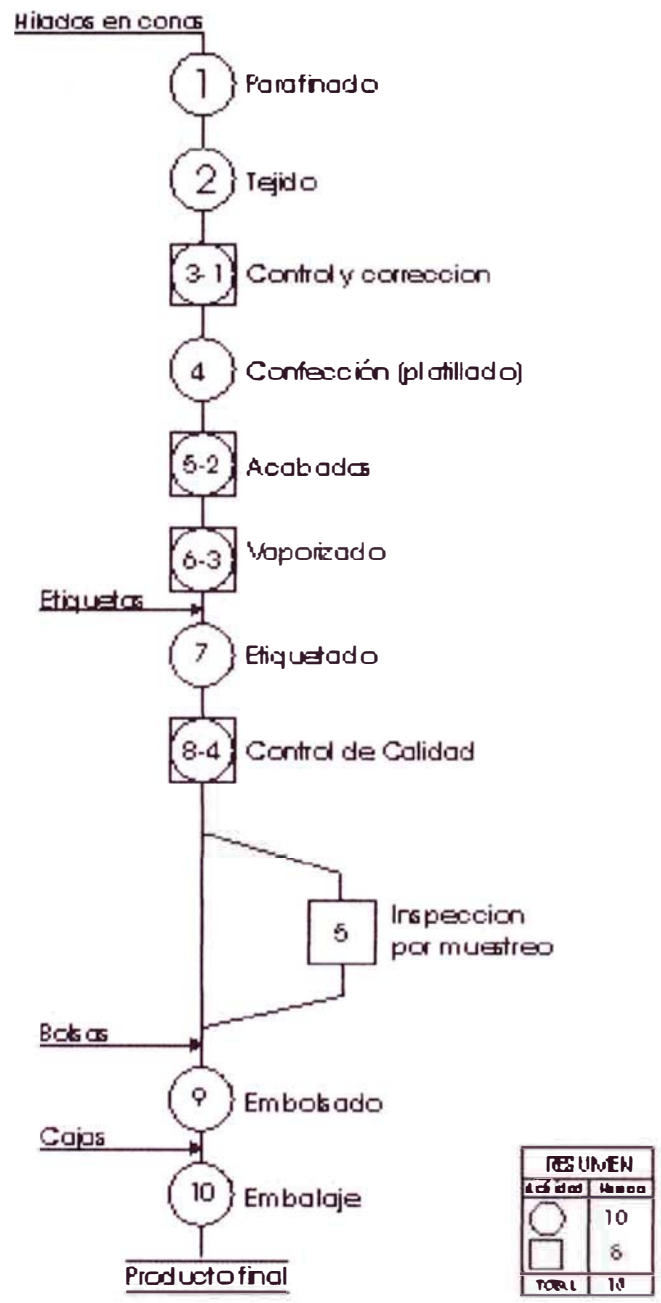 Hilados en conos
1 Parafinado
2 Tejido
3-1 Control y correccion
4 Confección (platillado)
5-2 Acabados
6-3 Vaporizado
Etiquetas
7 Etiquetado
8-4 Control de Calidad
5 Inspeccion
por muestreo
Bolsas
9 Embolsado
Cajas
10 Embalaje
Producto final
RESUMEN
Actividad
10
TOTAL